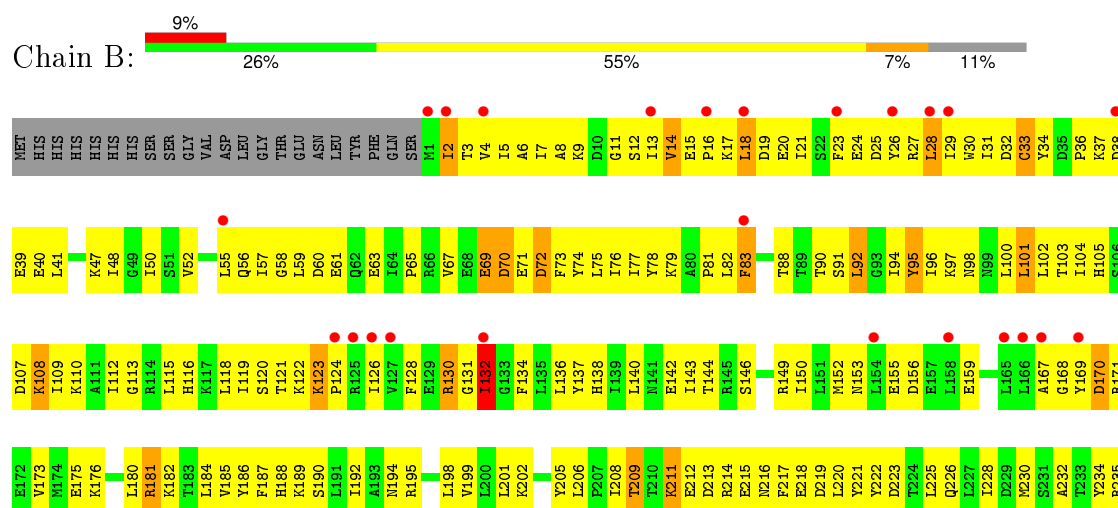 Chain B:
9%
26% 55% 7% 11%
MET HIS HIS HIS HIS HIS HIS SER SER GLY VAL ASP LEU GLY THR GLU ASN LEU TYR PHE GLN SER M1 I2 T3 V4 I5 A6 I7 A8 K9 D10 G11 S12 I13 V14 E15 P16 K17 L18 D19 E20 I21 S22 F23 E24 D25 Y26 R27 L28 I29 W30 I31 D32 C33 Y34 D35 P36 K37 D38
E39 E40 L41 K47 I48 G49 I50 S51 V52 L55 Q56 I57 G58 L59 D60 E61 Q62 E63 I64 P65 R66 V67 E68 E69 D70 E71 D72 F73 Y74 L75 I76 I77 Y78 K79 A80 P81 L82 F83 T88 T89 T90 S91 L92 G93 I94 Y95 I96 K97 N98 N99 L100 L101 L102 T103 I104 H105 S106
D107 K108 I109 K110 A111 I112 G113 R114 L115 H116 K117 L118 I119 S120 T121 K122 K123 P124 R125 I126 V127 F128 E129 R130 G131 I132 G133 F134 L135 L136 Y137 H138 I139 L140 N141 E142 I143 T144 R145 S146 R149 I150 L151 M152 N153 L154 E155 D156 E157 L158 E159 L165 L166 A167 G168 Y169 D170 R171
E172 V173 M174 E175 K176 L180 R181 K182 T183 L184 V185 Y186 F187 H188 K189 S190 L191 I192 A193 N194 R195 L198 V199 L200 L201 K202 Y205 L206 P207 I208 T209 T210 K211 E212 D213 R214 E215 N216 F217 E218 D219 L220 Y221 Y222 D223 T224 L225 Q226 L227 I228 D229 M230 S231 A232 T233 Y234 R235